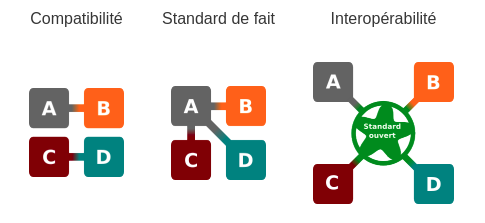 Compatibilité
Standard de fait
Interopérabilité
A
B
C
D
A
B
C
D
A
B
Standard
ouvert
C
D